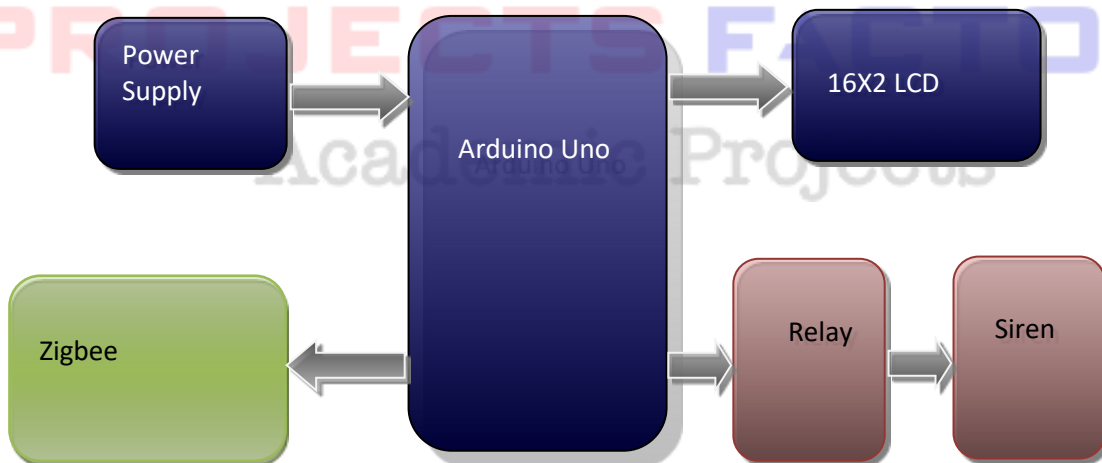 PROJECTS FACTO
Power
Supply
Arduino Uno
16X2 LCD
Academic Projects
Zigbee
Relay
Siren